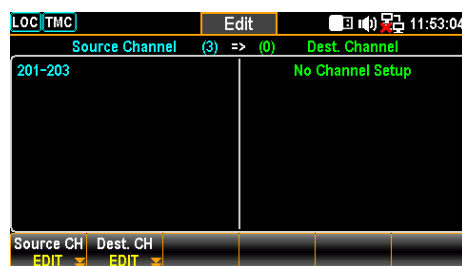 LOC TMC Edit 11:53:04
Source Channel (3) => (0) Dest. Channel
201-203 No Channel Setup
Source CH Dest. CH
EDIT EDIT